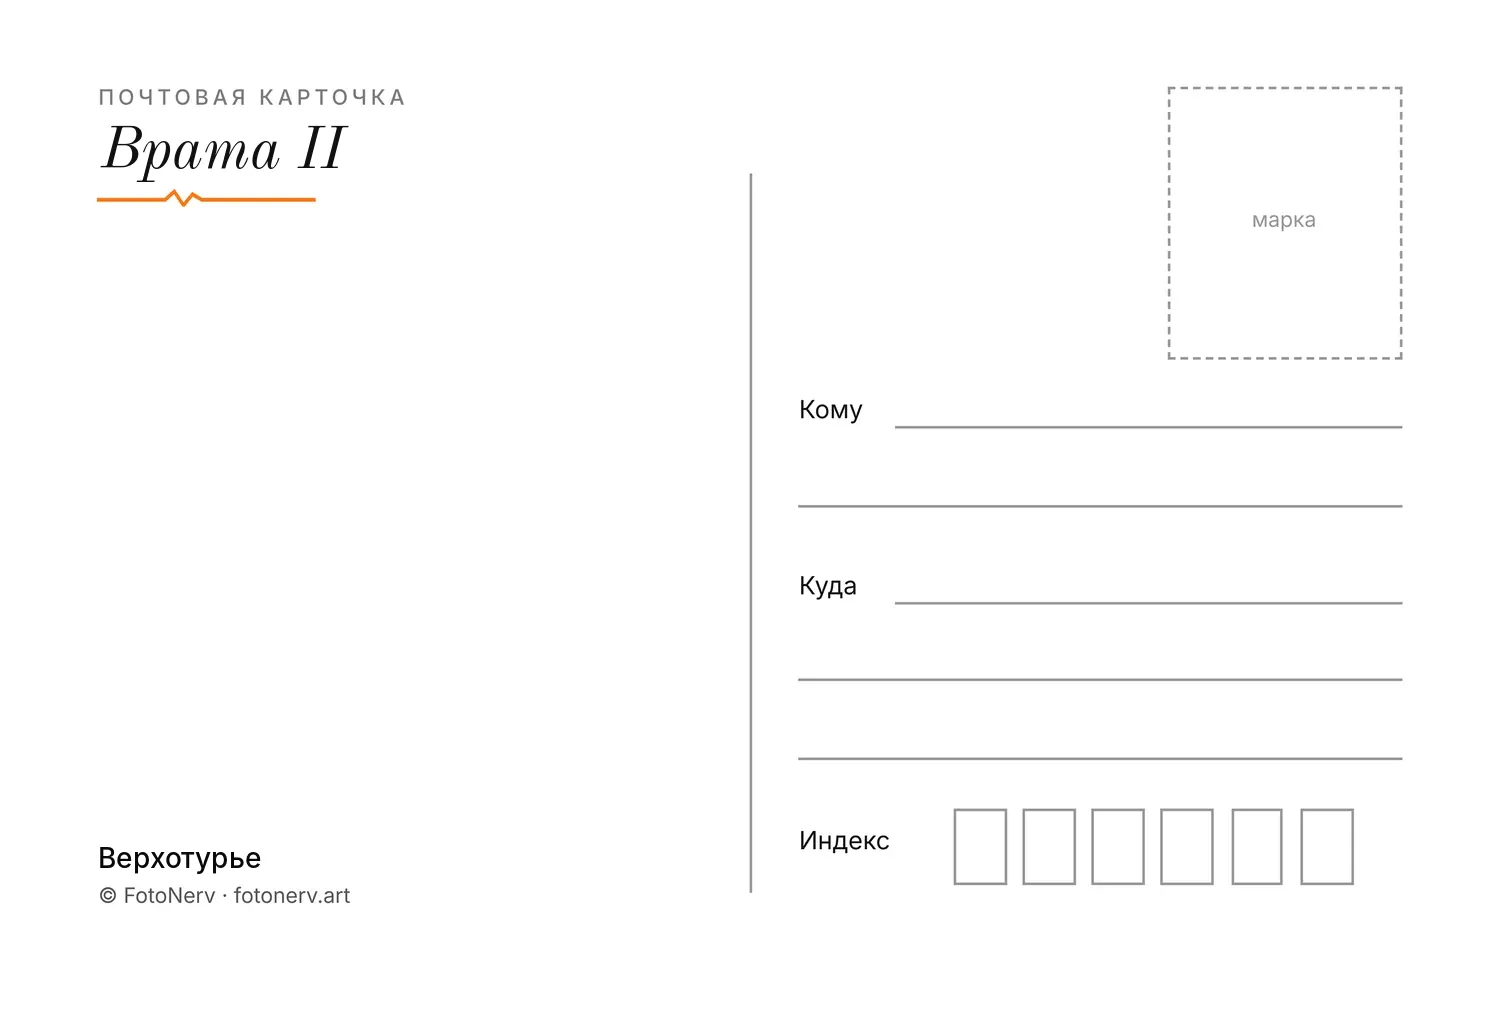 ПОЧТОВАЯ КАРТОЧКА
Врата II
марка
Кому
Куда
Индекс
Верхотурье
© FotoNerv · fotonerv.art